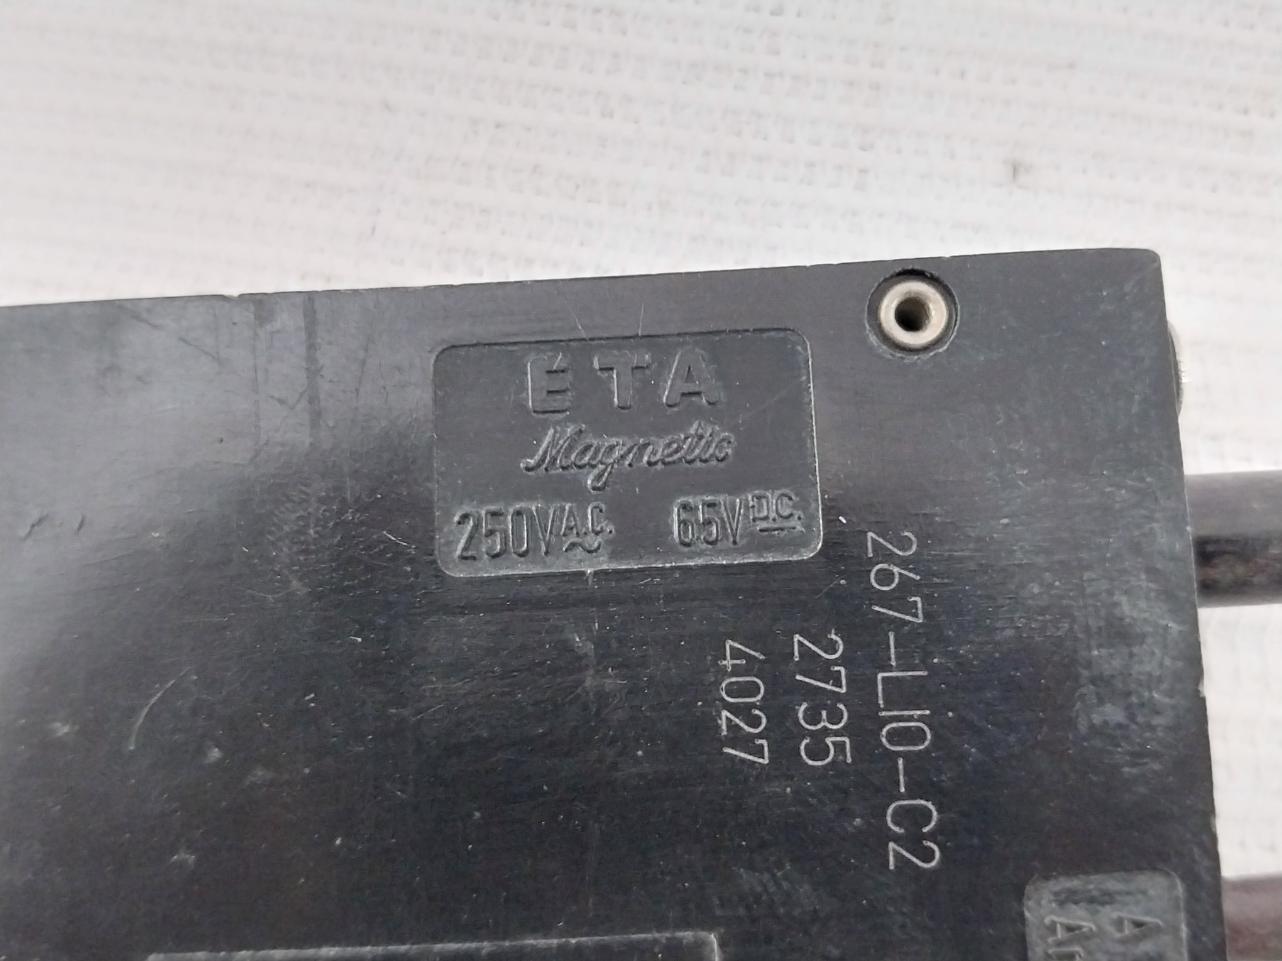 ETA
Magnetic
250V A.C. 65V D.C.
267-L10-C2
2735
4027